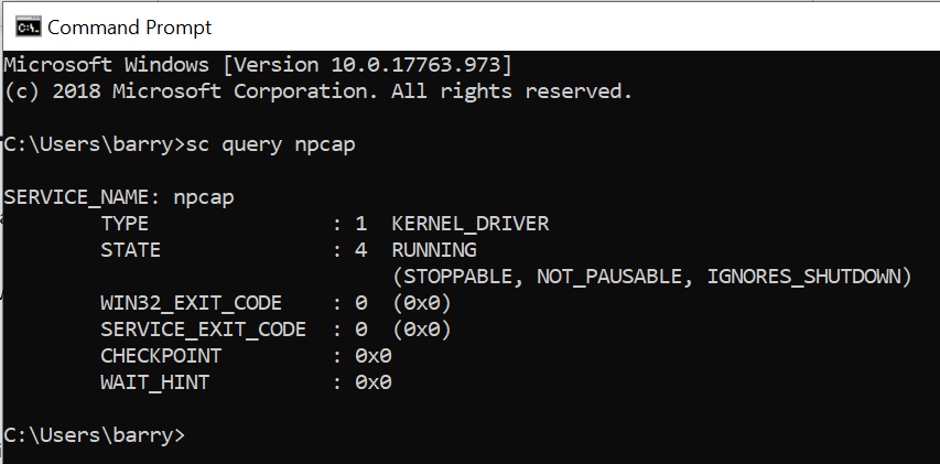 Command Prompt
Microsoft Windows [Version 10.0.17763.973]
(c) 2018 Microsoft Corporation. All rights reserved.
C:\Users\barry>sc query npcap
SERVICE_NAME: npcap
TYPE : 1 KERNEL_DRIVER
STATE : 4 RUNNING
(STOPPABLE, NOT_PAUSABLE, IGNORES_SHUTDOWN)
WIN32_EXIT_CODE : 0 (0x0)
SERVICE_EXIT_CODE : 0 (0x0)
CHECKPOINT : 0x0
WAIT_HINT : 0x0
C:\Users\barry>